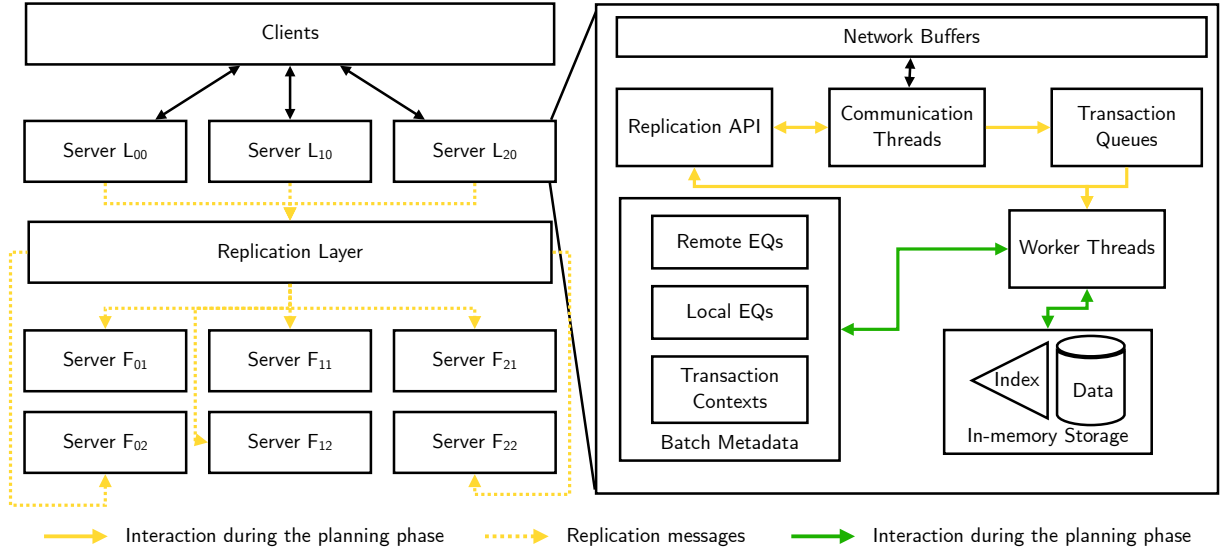 Clients
Server L₀₀
Server L₁₀
Server L₂₀
Replication Layer
Server F₀₁
Server F₁₁
Server F₂₁
Server F₀₂
Server F₁₂
Server F₂₂
Network Buffers
Replication API
Communication
Threads
Transaction
Queues
Remote EQs
Local EQs
Transaction
Contexts
Batch Metadata
Worker Threads
Index
Data
In-memory Storage
Interaction during the planning phase
Replication messages
Interaction during the planning phase